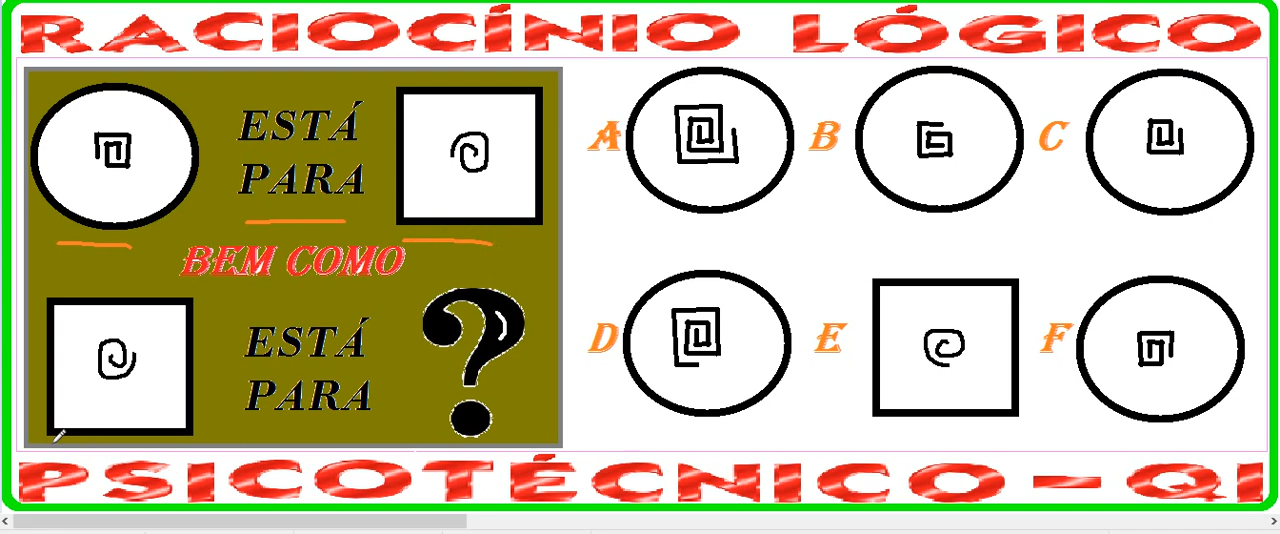 RACIOCÍNIO LÓGICO
ESTÁ
PARA
BEM COMO
ESTÁ
PARA
?
A
B
C
D
E
F
PSICOTÉCNICO - QI